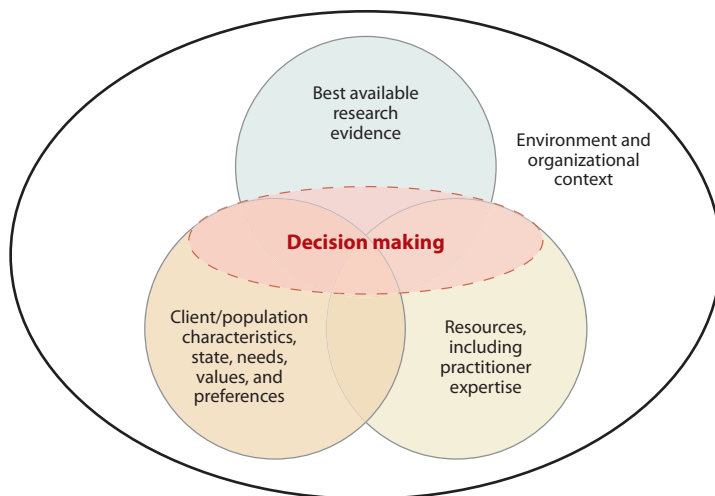 Best available
research
evidence
Environment and
organizational
context
Decision making
Client/population
characteristics,
state, needs,
values, and
preferences
Resources,
including
practitioner
expertise